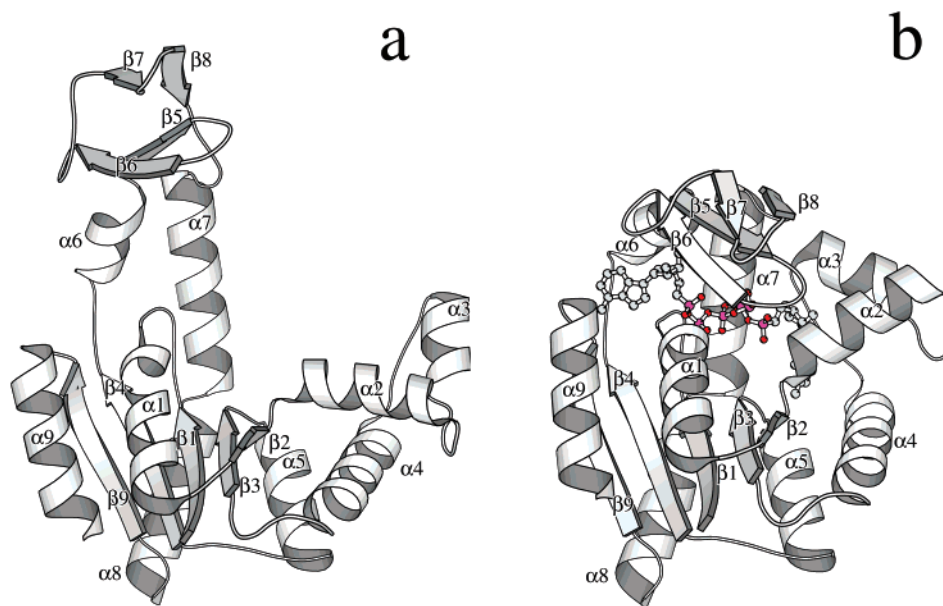 a
β7 β8
β5
β6
α6 α7
α3
β4 α1 α2
α9 β1 β2
α5 α4
β3
β9
α8
b
β5 β7 β8
β6
α6 α3
α7
α2
α1
β4
α9 β3 β2
α4
β1 α5
β9
α8